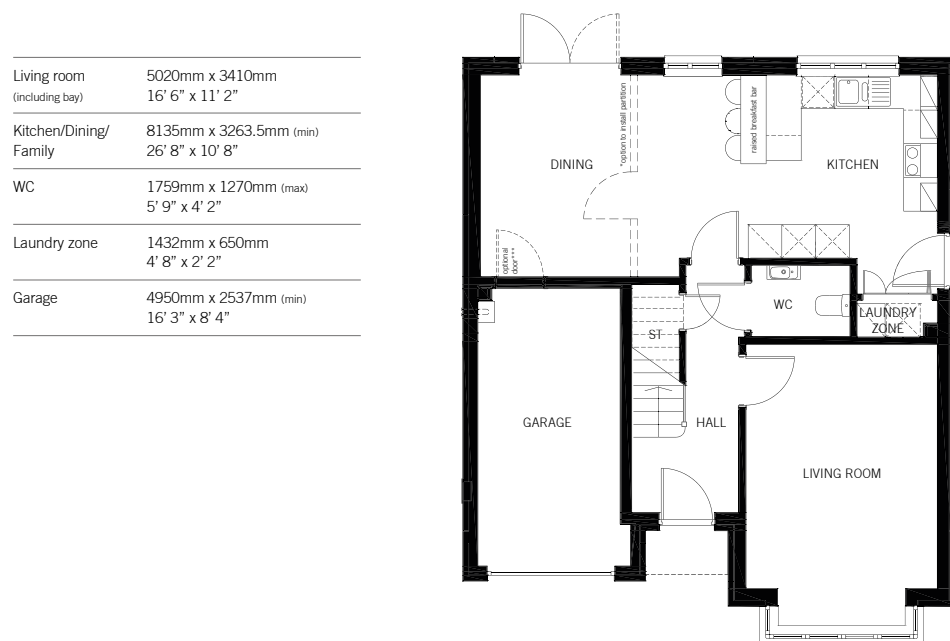 Living room 5020mm x 3410mm
(including bay) 16’ 6” x 11’ 2”
Kitchen/Dining/ 8135mm x 3263.5mm (min)
Family 26’ 8” x 10’ 8”
WC 1759mm x 1270mm (max)
5’ 9” x 4’ 2”
Laundry zone 1432mm x 650mm
4’ 8” x 2’ 2”
Garage 4950mm x 2537mm (min)
16’ 3” x 8’ 4”
*option to install partition
raised breakfast bar
DINING
KITCHEN
optional
door***
WC
LAUNDRY
ZONE
ST
GARAGE
HALL
LIVING ROOM